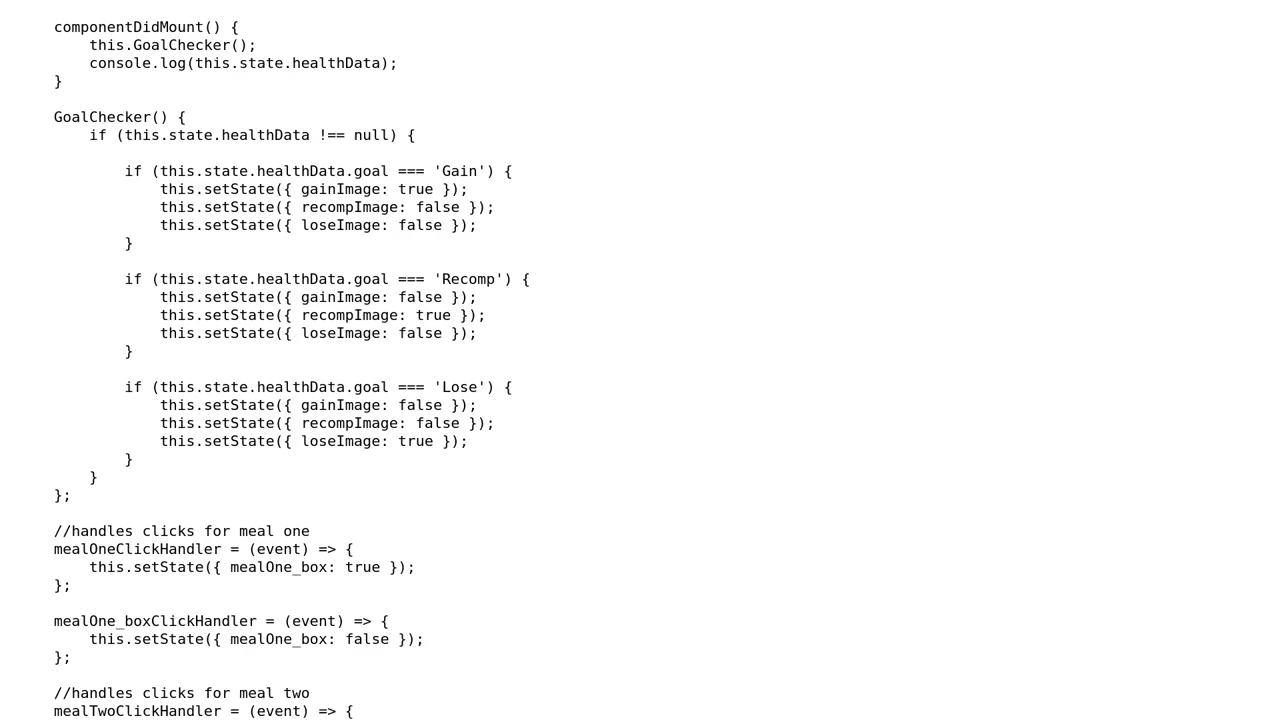 componentDidMount() {
    this.GoalChecker();
    console.log(this.state.healthData);
}

GoalChecker() {
    if (this.state.healthData !== null) {

        if (this.state.healthData.goal === 'Gain') {
            this.setState({ gainImage: true });
            this.setState({ recompImage: false });
            this.setState({ loseImage: false });
        }

        if (this.state.healthData.goal === 'Recomp') {
            this.setState({ gainImage: false });
            this.setState({ recompImage: true });
            this.setState({ loseImage: false });
        }

        if (this.state.healthData.goal === 'Lose') {
            this.setState({ gainImage: false });
            this.setState({ recompImage: false });
            this.setState({ loseImage: true });
        }
    }
};

//handles clicks for meal one
mealOneClickHandler = (event) => {
    this.setState({ mealOne_box: true });
};

mealOne_boxClickHandler = (event) => {
    this.setState({ mealOne_box: false });
};

//handles clicks for meal two
mealTwoClickHandler = (event) => {